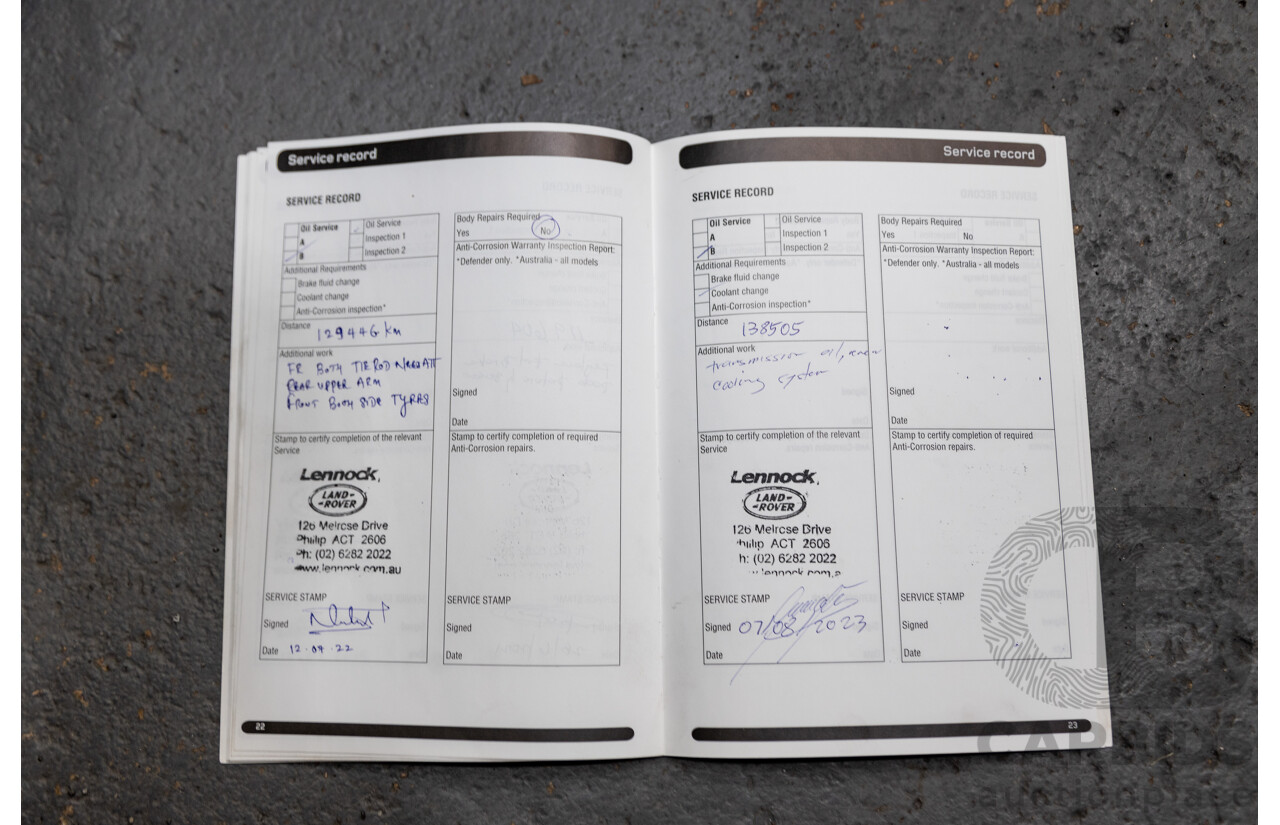 Service record
SERVICE RECORD
Oil Service
A
B
Oil Service
Inspection 1
Inspection 2
Additional Requirements
Brake fluid change
Coolant change
Anti-Corrosion inspection*
Distance 129446 km
Additional work
FR BOTH TIE ROD
REAR UPPER ARM
FRONT BOTH SIDE TYRES
Stamp to certify completion of the relevant
Service
Lennock.
LAND-
-ROVER
126 Melrose Drive
Phillip ACT 2606
Ph: (02) 6282 2022
www.lennock.com.au
SERVICE STAMP
Signed
Date 12.07.22
Body Repairs Required
Yes No
Anti-Corrosion Warranty Inspection Report:
*Defender only. *Australia - all models
Signed
Date
Stamp to certify completion of required
Anti-Corrosion repairs.
SERVICE STAMP
Signed
Date
22
Service record
SERVICE RECORD
Oil Service
A
B
Oil Service
Inspection 1
Inspection 2
Additional Requirements
Brake fluid change
Coolant change
Anti-Corrosion inspection*
Distance 138505
Additional work
transmission oil,
cooling system
Stamp to certify completion of the relevant
Service
Lennock.
LAND-
-ROVER
126 Melrose Drive
hillip ACT 2606
h: (02) 6282 2022
lennock com.a
SERVICE STAMP
Signed 07/08/2023
Date
Body Repairs Required
Yes No
Anti-Corrosion Warranty Inspection Report:
*Defender only. *Australia - all models
Signed
Date
Stamp to certify completion of required
Anti-Corrosion repairs.
SERVICE STAMP
Signed
Date
23
auctionplace